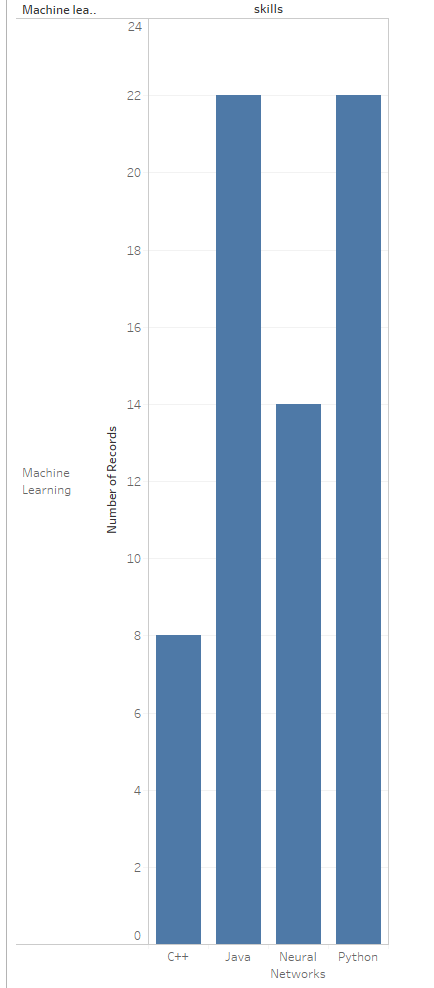 Machine lea..
skills
24
22
20
18
16
14
12
10
8
6
4
2
0
Number of Records
Machine
Learning
C++
Java
Neural
Networks
Python